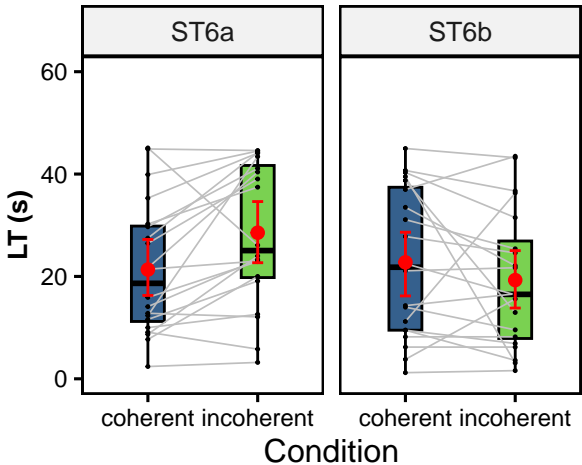 ST6a ST6b
60
40
20
0
LT (s)
coherent incoherent coherent incoherent
Condition